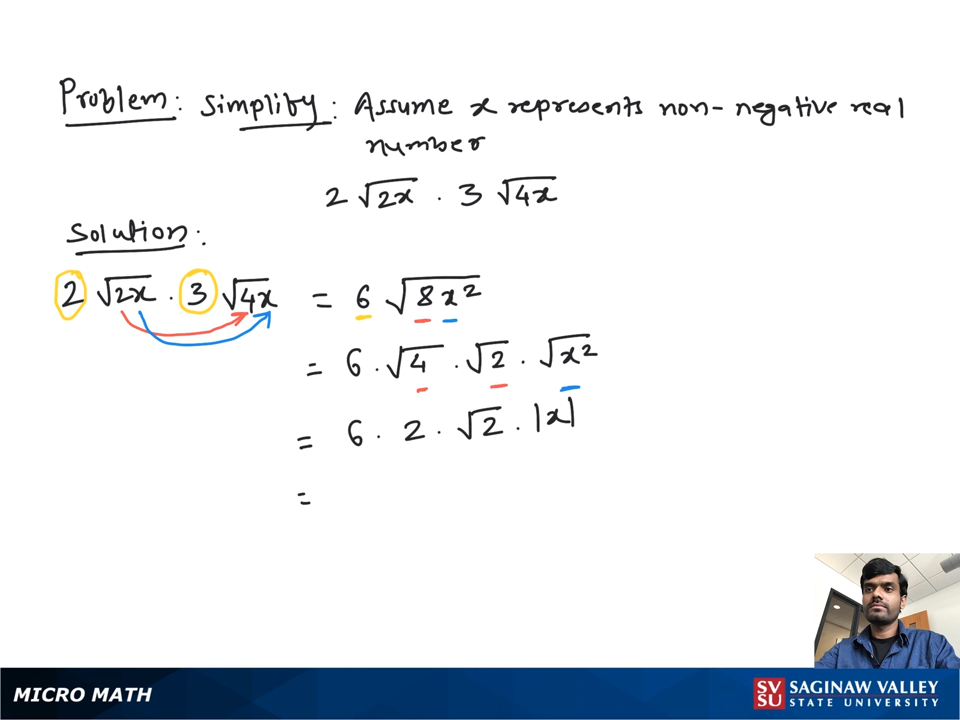 Problem: Simplify: Assume x represents non-negative real
number
2 √2x · 3 √4x
Solution:
2 √2x · 3 √4x = 6 √8x²
= 6 · √4 · √2 · √x²
= 6 · 2 · √2 · |x|
=
MICRO MATH
SV SU SAGINAW VALLEY
STATE UNIVERSITY